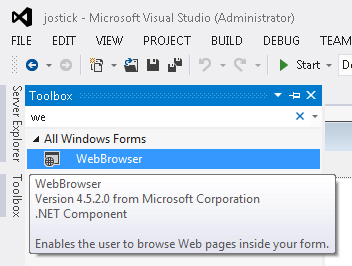 jostick - Microsoft Visual Studio (Administrator)
FILE EDIT VIEW PROJECT BUILD DEBUG TEAM
Start
Server Explorer
Toolbox
Toolbox
we
All Windows Forms
WebBrowser
WebBrowser
Version 4.5.2.0 from Microsoft Corporation
.NET Component
Enables the user to browse Web pages inside your form.